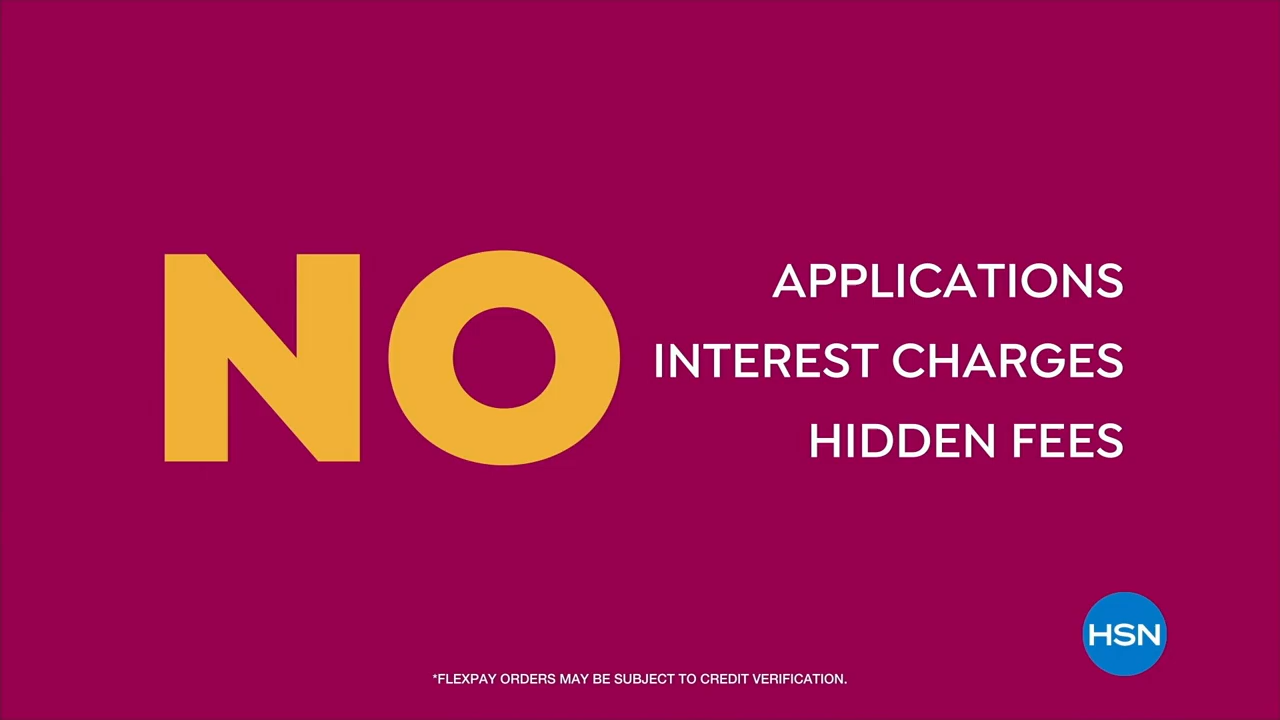 NO
APPLICATIONS
INTEREST CHARGES
HIDDEN FEES
HSN
*FLEXPAY ORDERS MAY BE SUBJECT TO CREDIT VERIFICATION.